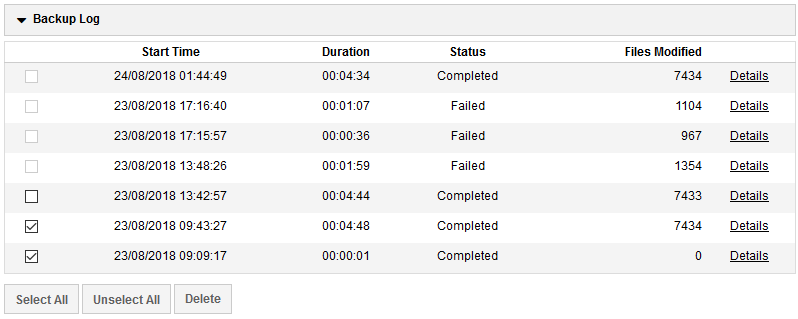 Backup Log
Start Time Duration Status Files Modified
24/08/2018 01:44:49 00:04:34 Completed 7434 Details
23/08/2018 17:16:40 00:01:07 Failed 1104 Details
23/08/2018 17:15:57 00:00:36 Failed 967 Details
23/08/2018 13:48:26 00:01:59 Failed 1354 Details
23/08/2018 13:42:57 00:04:44 Completed 7433 Details
23/08/2018 09:43:27 00:04:48 Completed 7434 Details
23/08/2018 09:09:17 00:00:01 Completed 0 Details
Select All Unselect All Delete